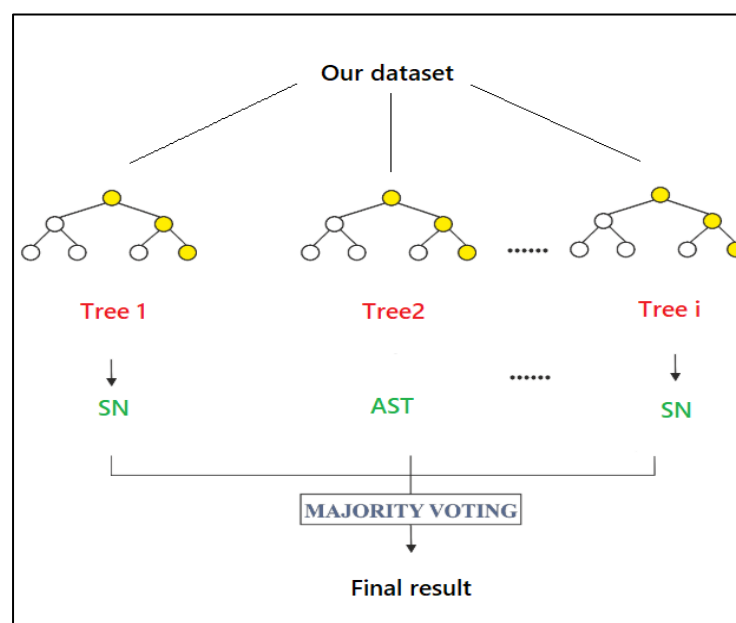 Our dataset
......
Tree 1
Tree2
Tree i
......
SN
AST
SN
MAJORITY VOTING
Final result